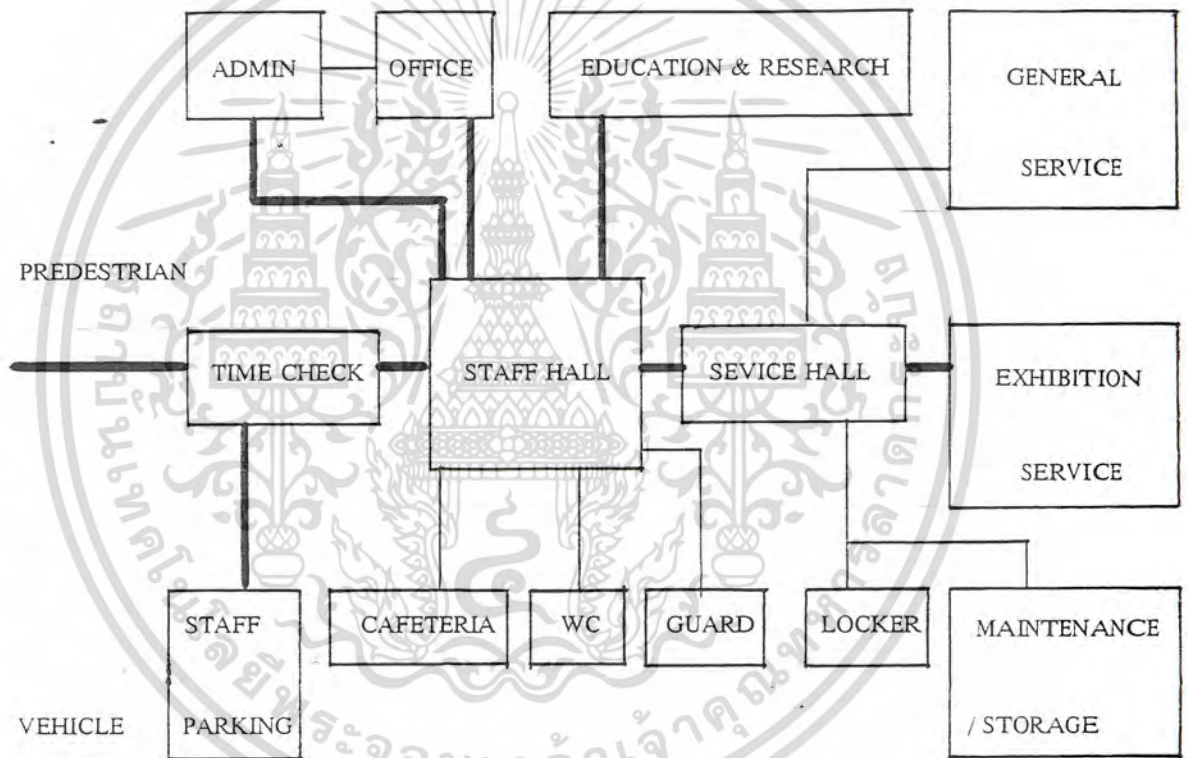 ADMIN
OFFICE
EDUCATION & RESEARCH
GENERAL
SERVICE
PREDESTRIAN
TIME CHECK
STAFF HALL
SEVICE HALL
EXHIBITION
SERVICE
STAFF
PARKING
CAFETERIA
WC
GUARD
LOCKER
MAINTENANCE
/ STORAGE
VEHICLE